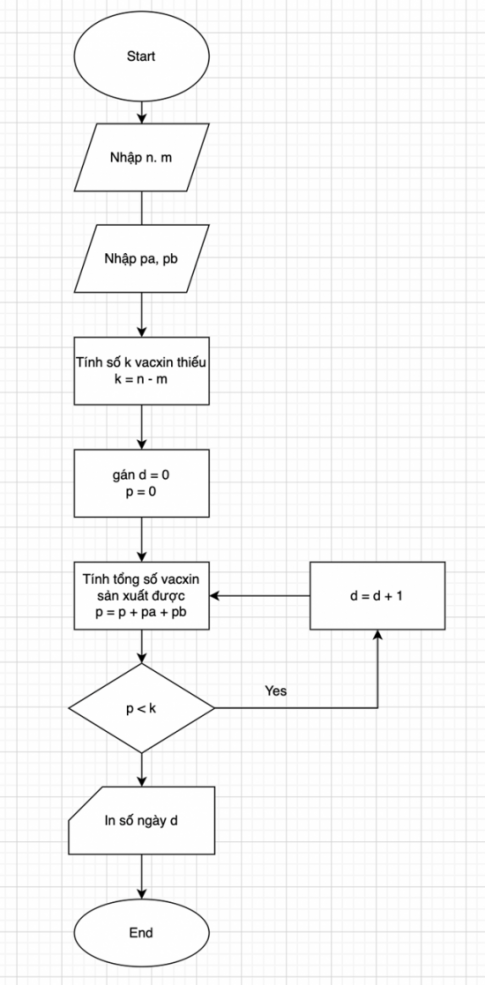 Start
Nhập n. m
Nhập pa, pb
Tính số k vacxin thiếu
k = n - m
gán d = 0
p = 0
Tính tổng số vacxin
sán xuất được
p = p + pa + pb
d = d + 1
p < k
Yes
In số ngày d
End